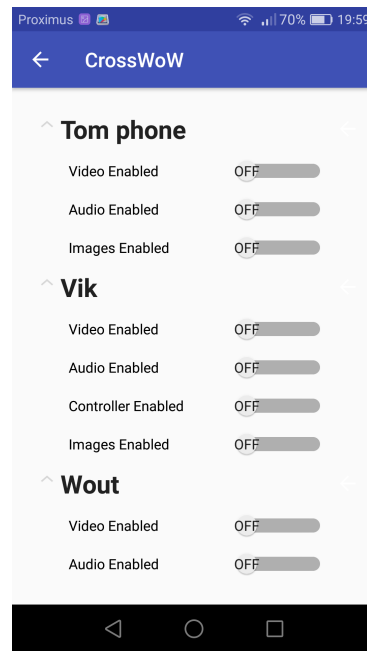 Proximus 70% 19:59
CrossWoW
Tom phone
Video Enabled OFF
Audio Enabled OFF
Images Enabled OFF
Vik
Video Enabled OFF
Audio Enabled OFF
Controller Enabled OFF
Images Enabled OFF
Wout
Video Enabled OFF
Audio Enabled OFF